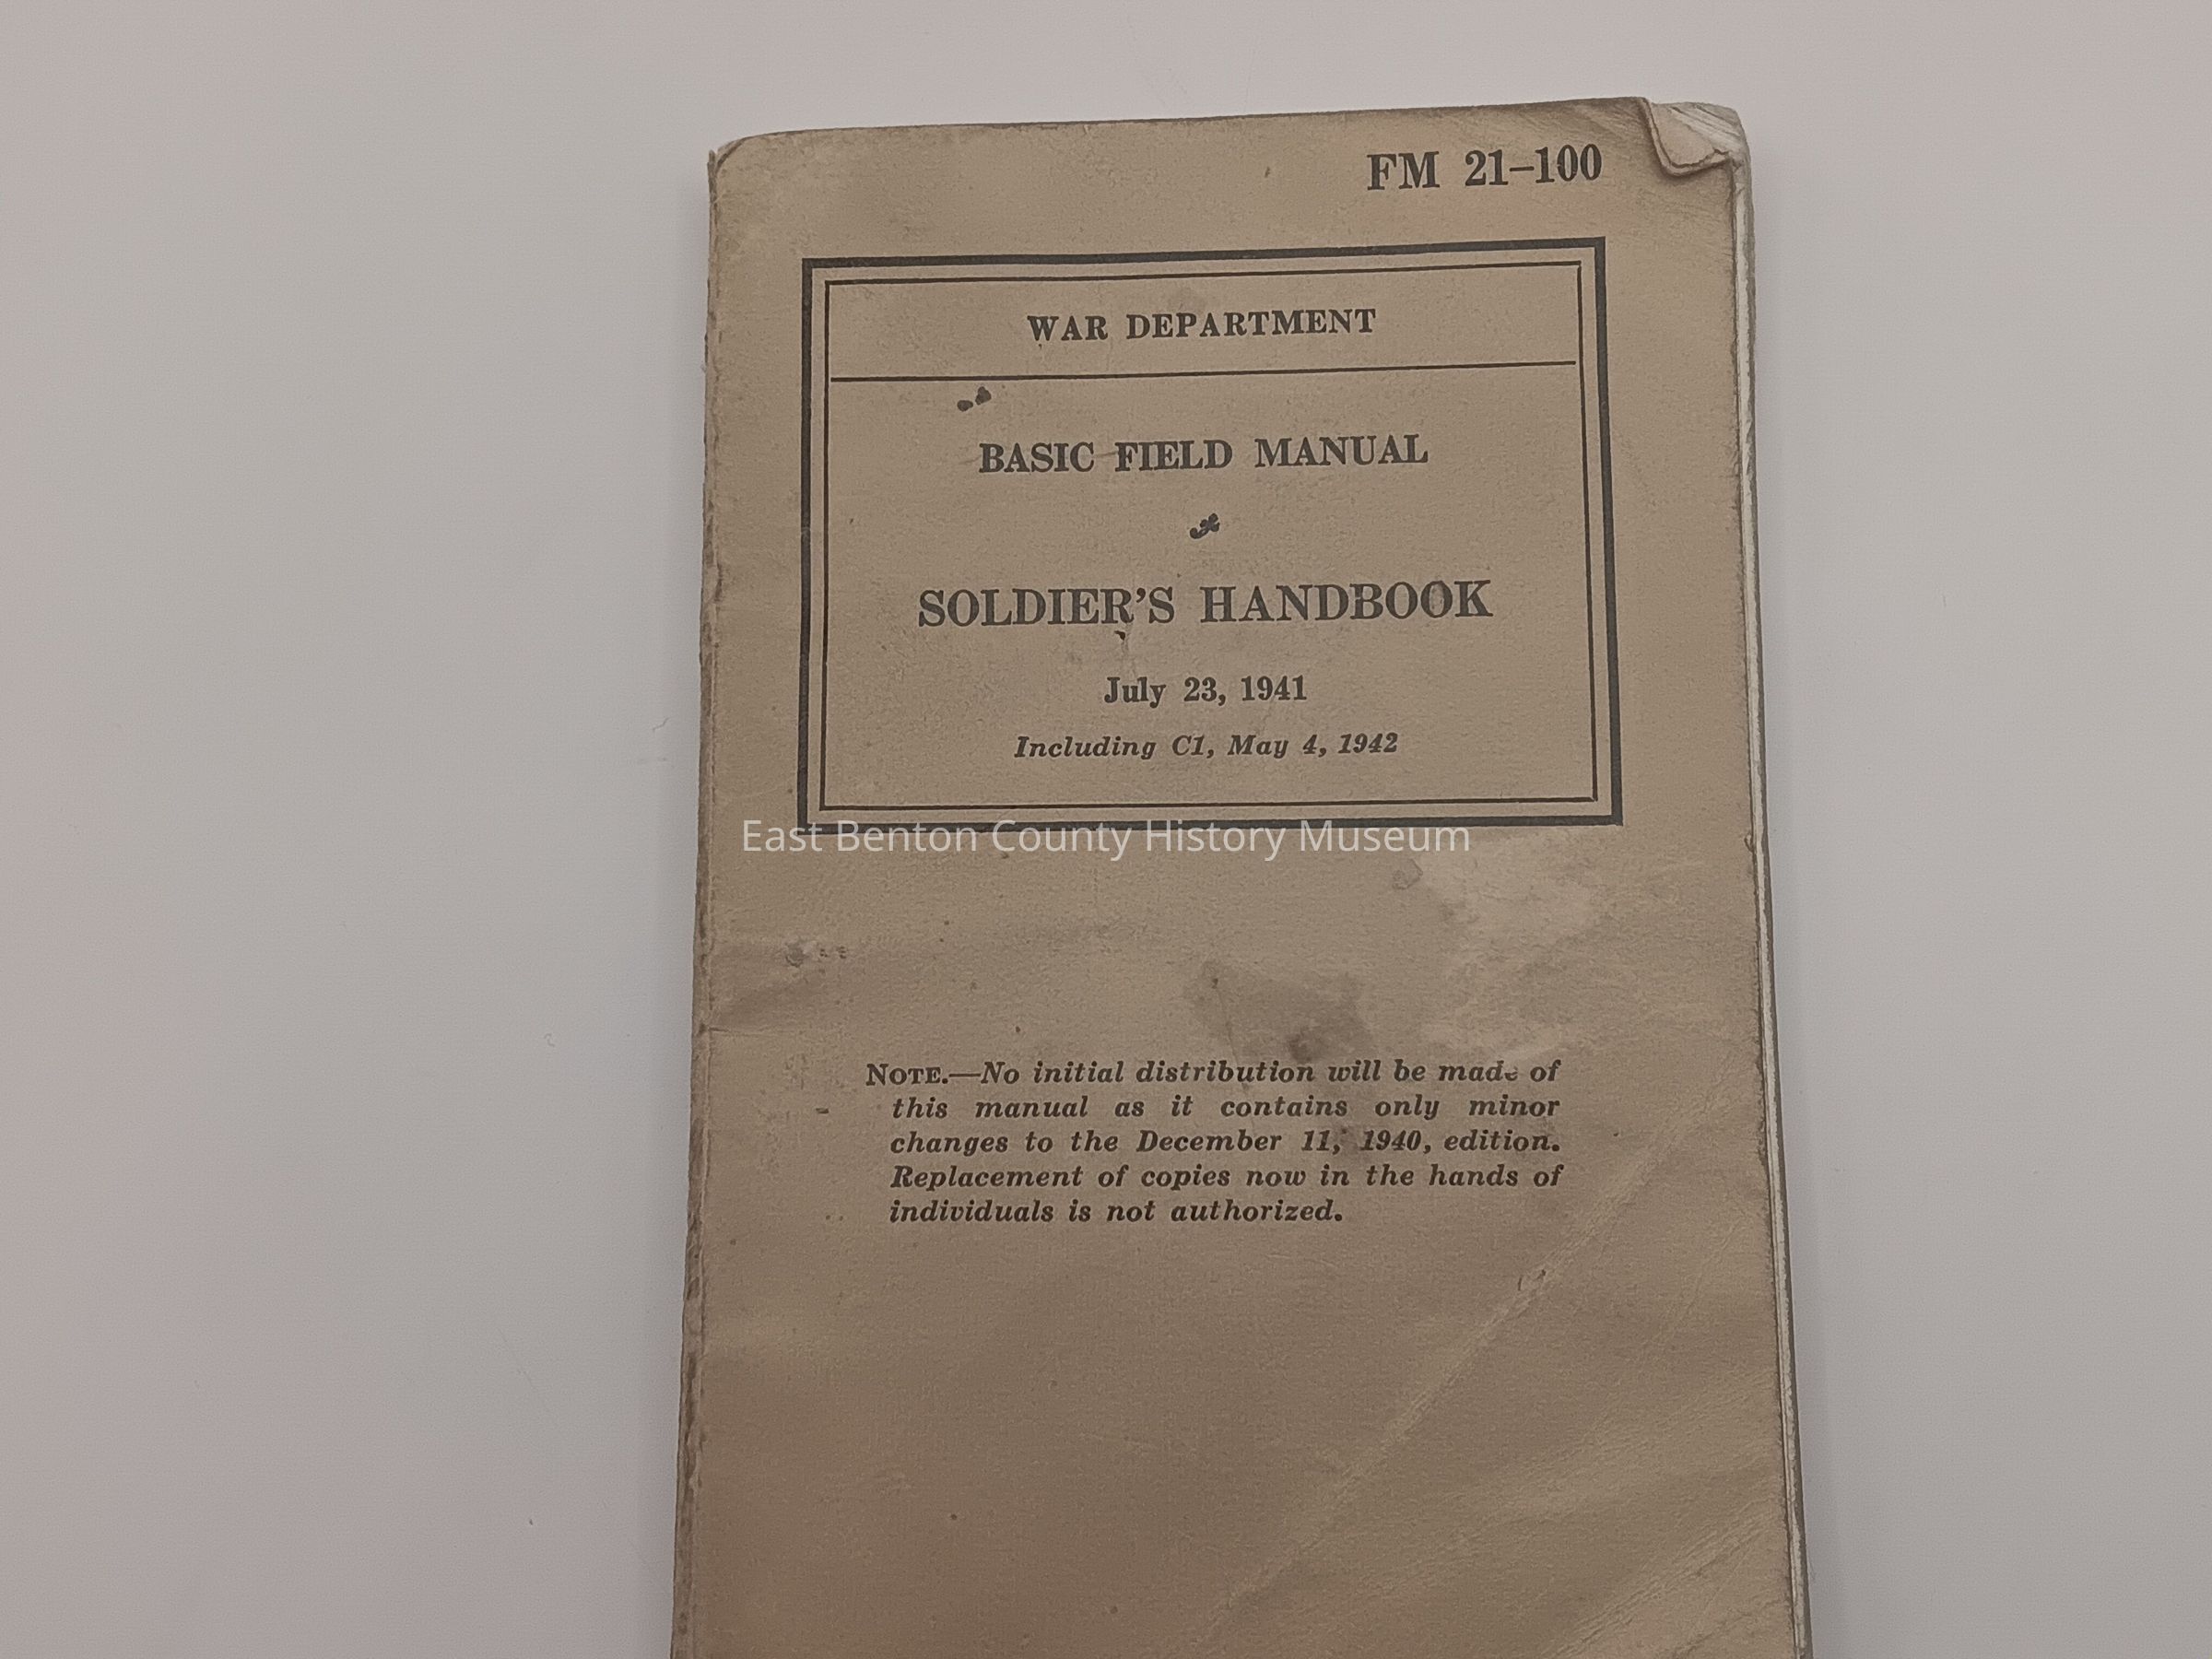 FM 21–100
WAR DEPARTMENT
BASIC FIELD MANUAL
SOLDIER'S HANDBOOK
July 23, 1941
Including C1, May 4, 1942
East Benton County History Museum
NOTE.—No initial distribution will be made of
this manual as it contains only minor
changes to the December 11, 1940, edition.
Replacement of copies now in the hands of
individuals is not authorized.